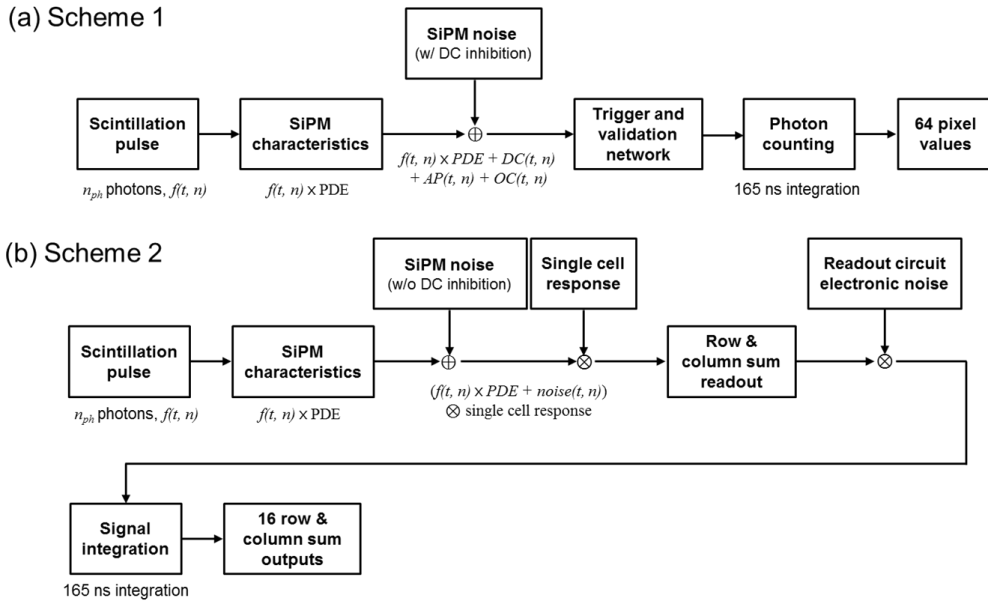 (a) Scheme 1
SiPM noise
(w/ DC inhibition)
Scintillation
pulse
SiPM
characteristics
⊕
Trigger and
validation
network
Photon
counting
64 pixel
values
n_ph photons, f(t, n)
f(t, n) x PDE
f(t, n) x PDE + DC(t, n)
+ AP(t, n) + OC(t, n)
165 ns integration
(b) Scheme 2
SiPM noise
(w/o DC inhibition)
Single cell
response
Readout circuit
electronic noise
Scintillation
pulse
SiPM
characteristics
⊕
⊗
Row &
column sum
readout
⊗
n_ph photons, f(t, n)
f(t, n) x PDE
(f(t, n) x PDE + noise(t, n))
⊗ single cell response
Signal
integration
16 row &
column sum
outputs
165 ns integration